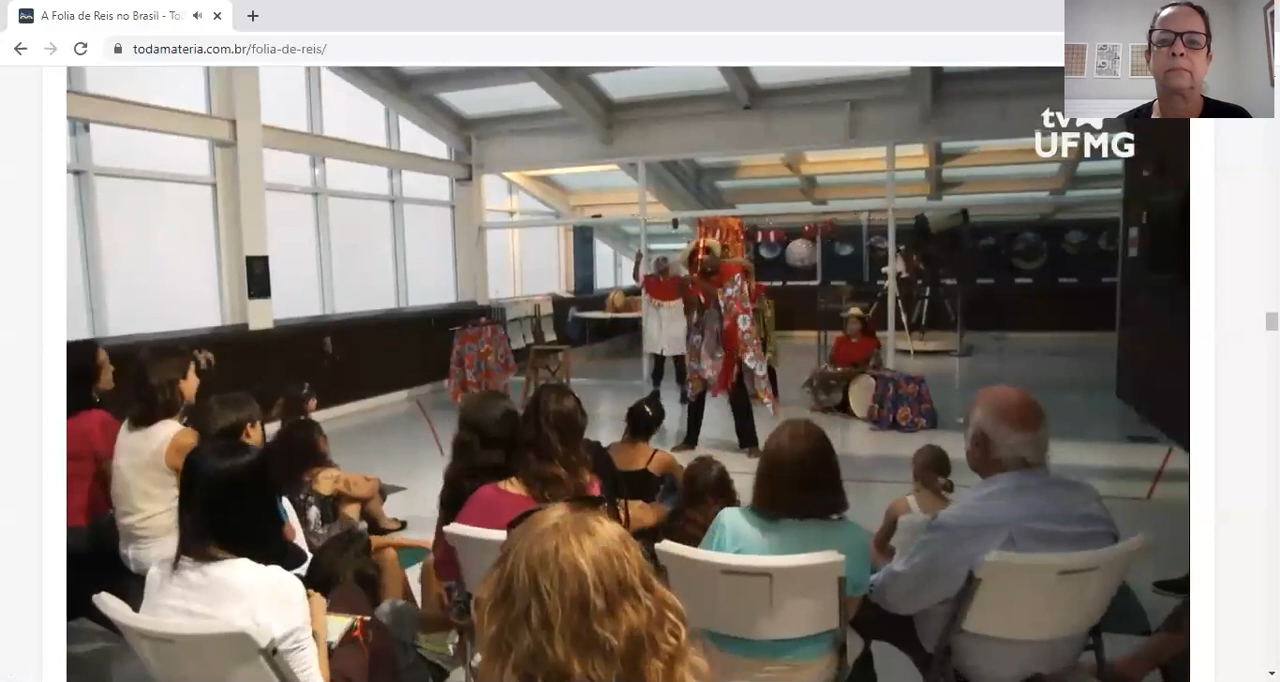 A Folia de Reis no Brasil - To
todamateria.com.br/folia-de-reis/
tv
UFMG